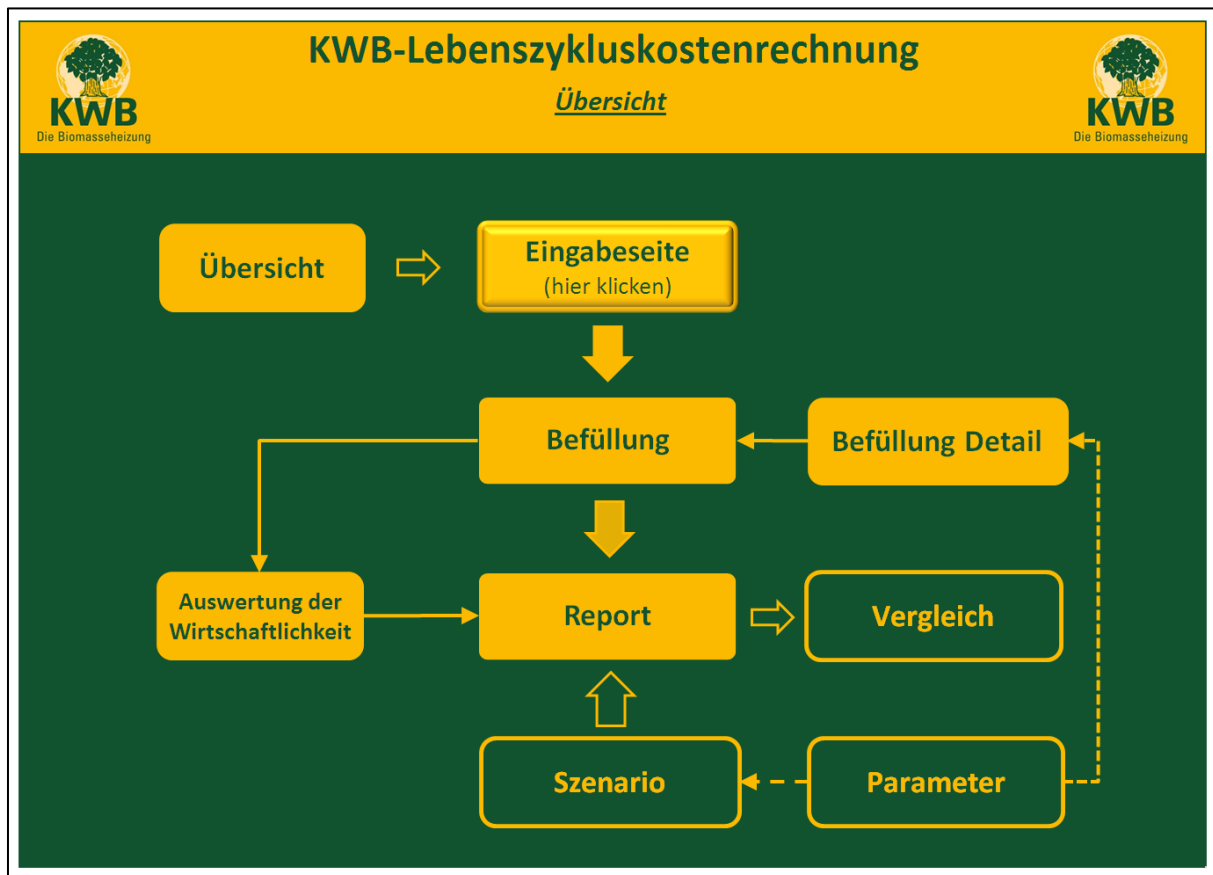 KWB-Lebenszykluskostenrechnung
Übersicht
KWB
Die Biomasseheizung
KWB
Die Biomasseheizung
Übersicht
Eingabeseite
(hier klicken)
Befüllung
Befüllung Detail
Auswertung der
Wirtschaftlichkeit
Report
Vergleich
Szenario
Parameter